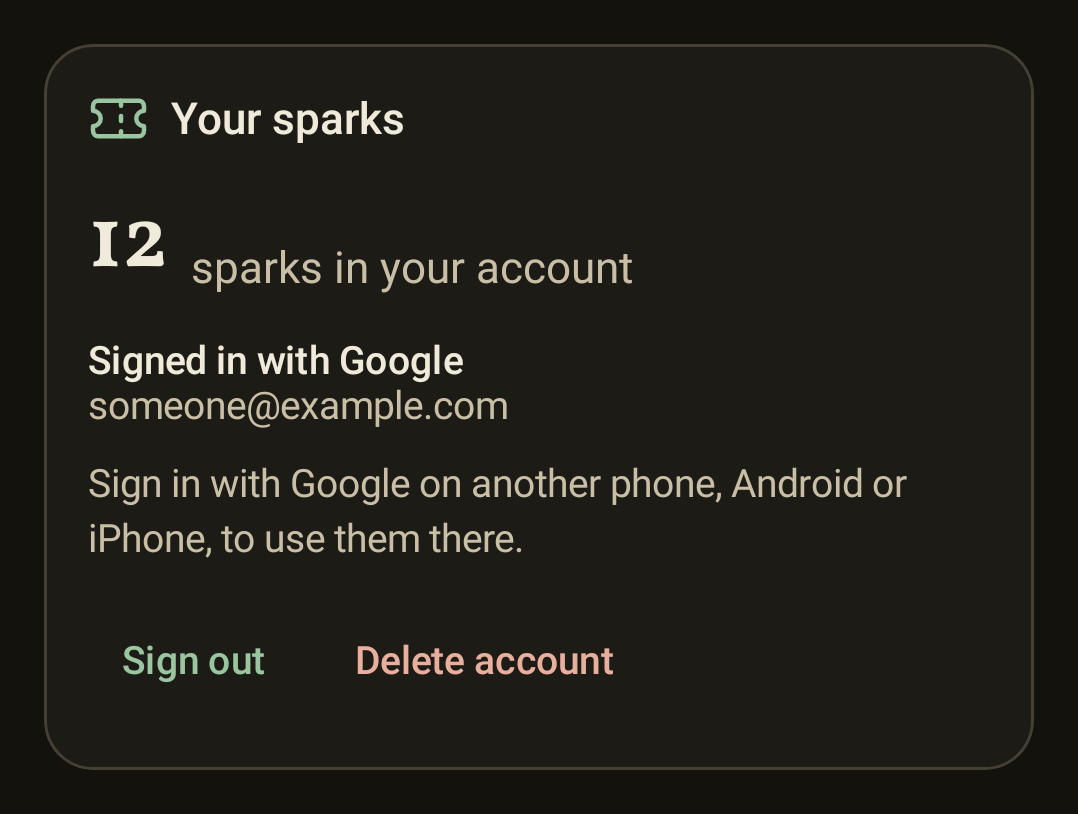 Your sparks
12 sparks in your account
Signed in with Google
someone@example.com
Sign in with Google on another phone, Android or
iPhone, to use them there.
Sign out Delete account